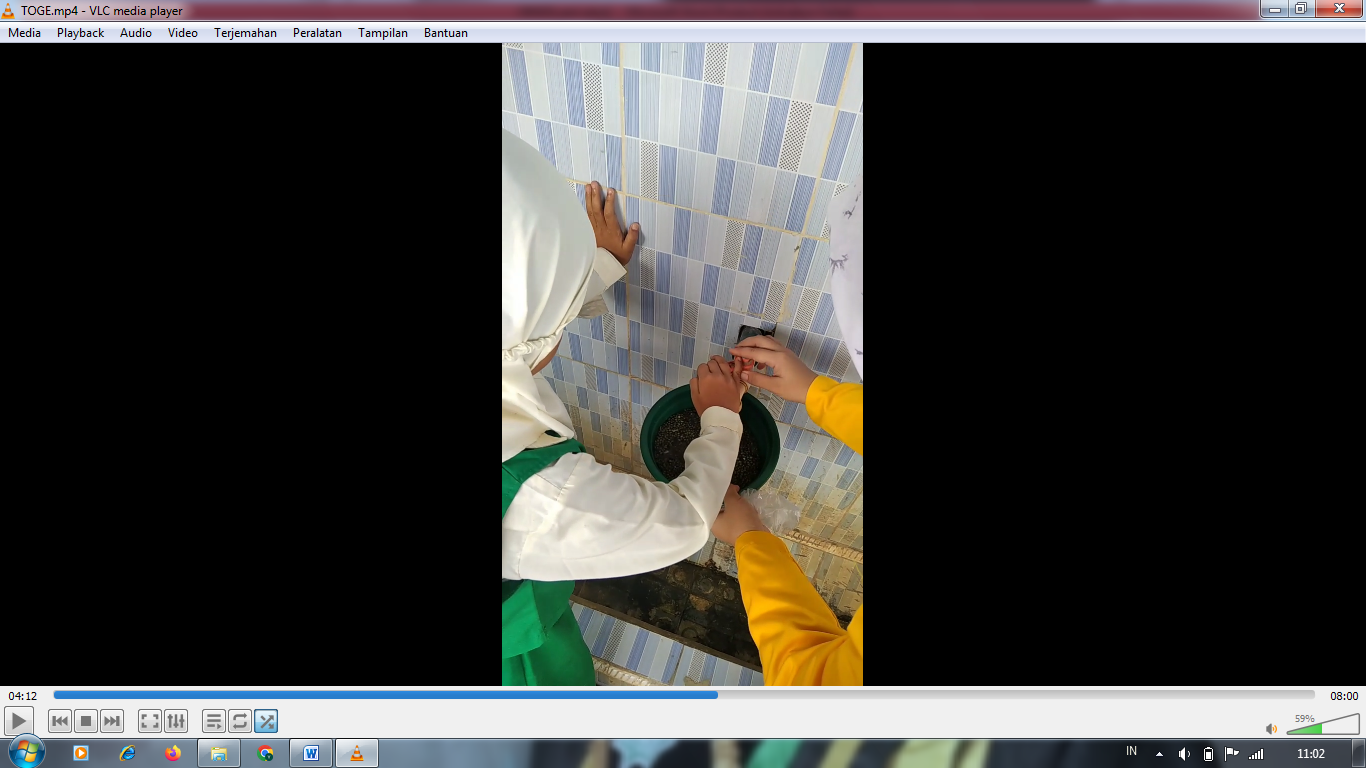 TOGE.mp4 - VLC media player
Media Playback Audio Video Terjemahan Peralatan Tampilan Bantuan
04:12 08:00
59%
IN 11:02